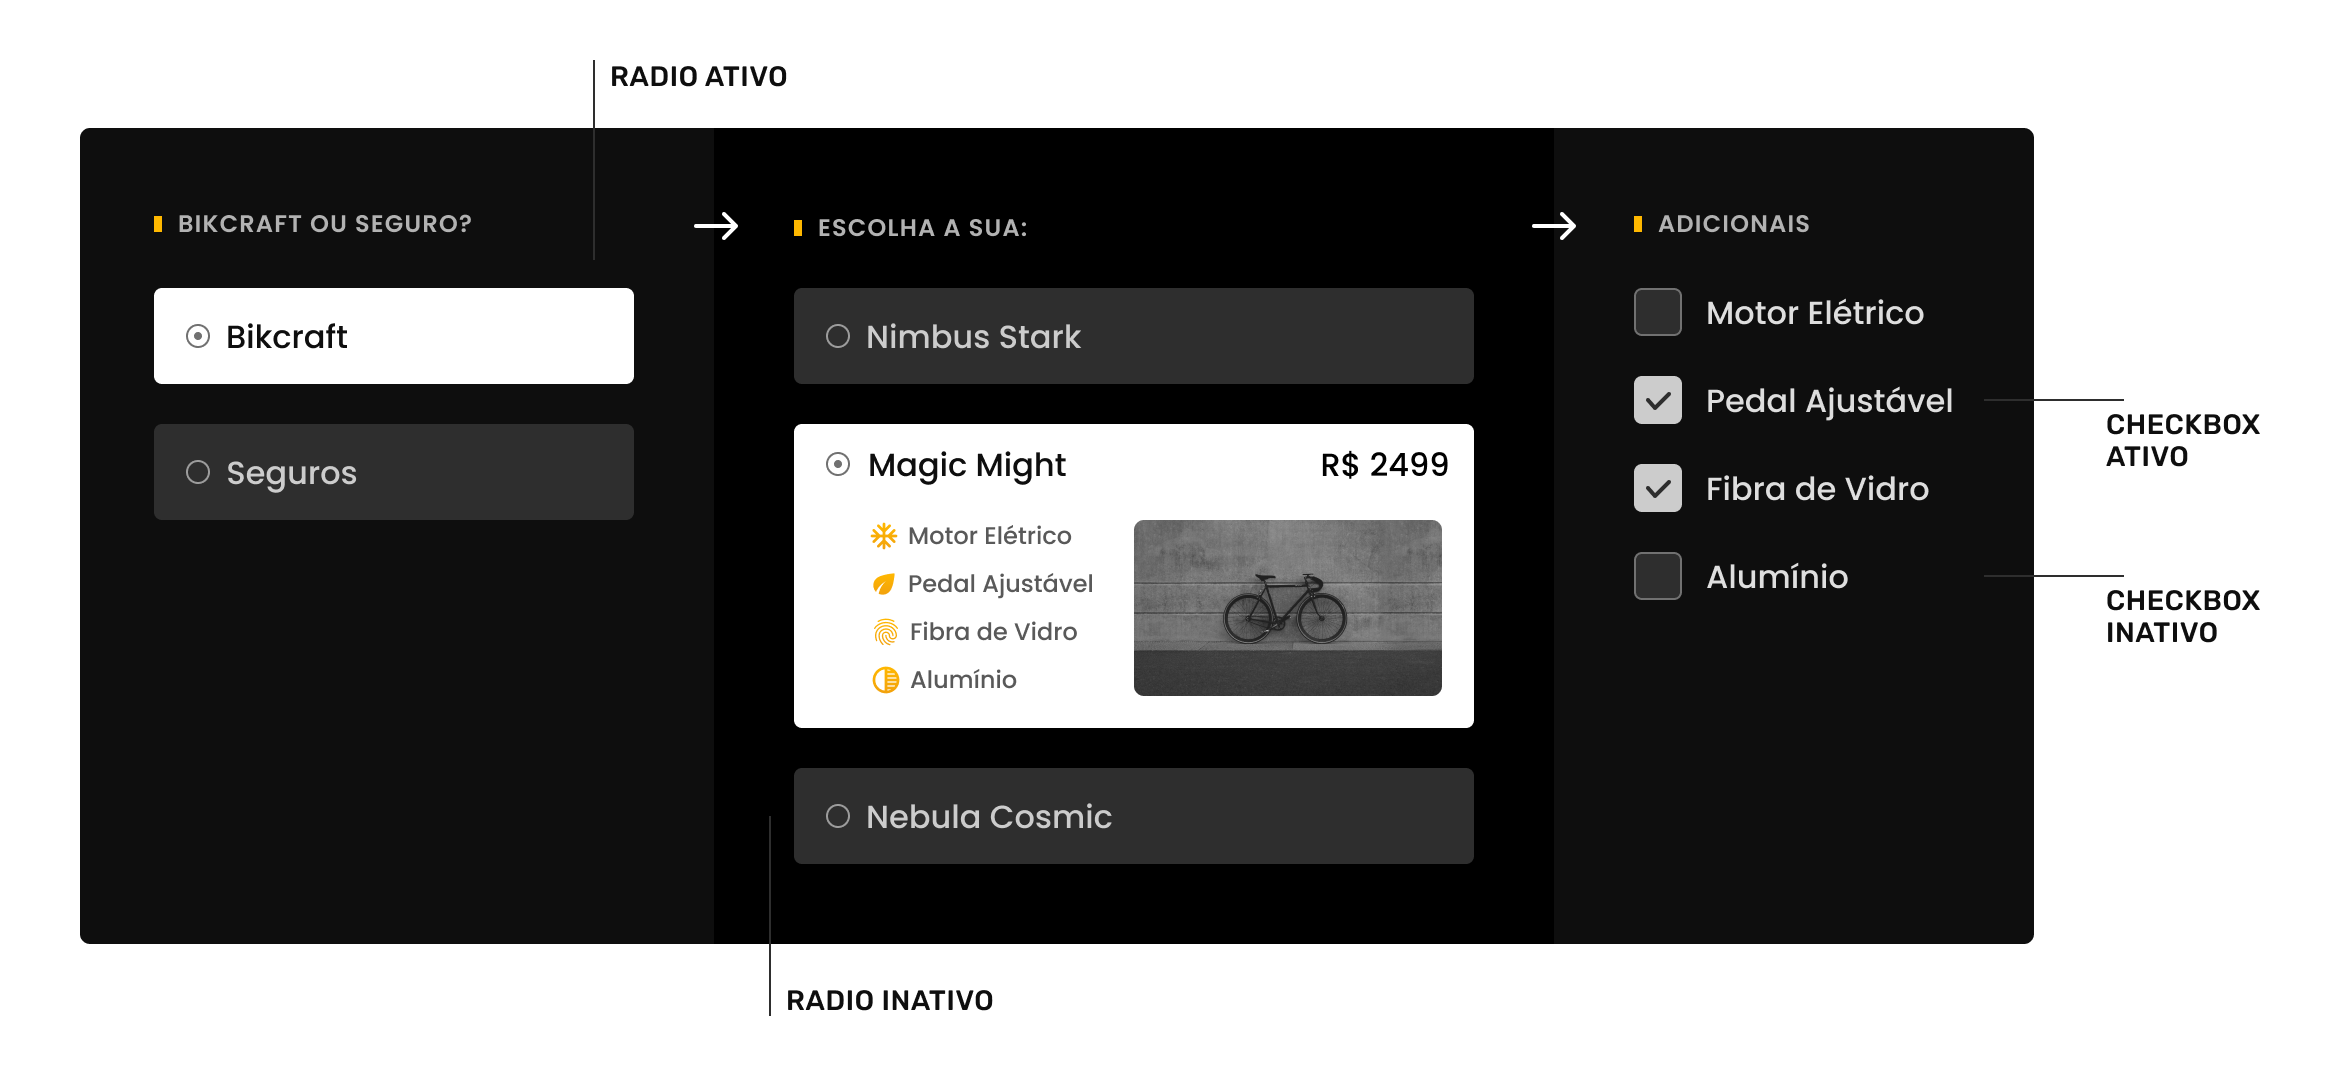 RADIO ATIVO
BIKCRAFT OU SEGURO?
Bikcraft
Seguros
ESCOLHA A SUA:
Nimbus Stark
Magic Might
R$ 2499
Motor Elétrico
Pedal Ajustável
Fibra de Vidro
Alumínio
Nebula Cosmic
ADICIONAIS
Motor Elétrico
Pedal Ajustável
Fibra de Vidro
Alumínio
CHECKBOX
ATIVO
CHECKBOX
INATIVO
RADIO INATIVO